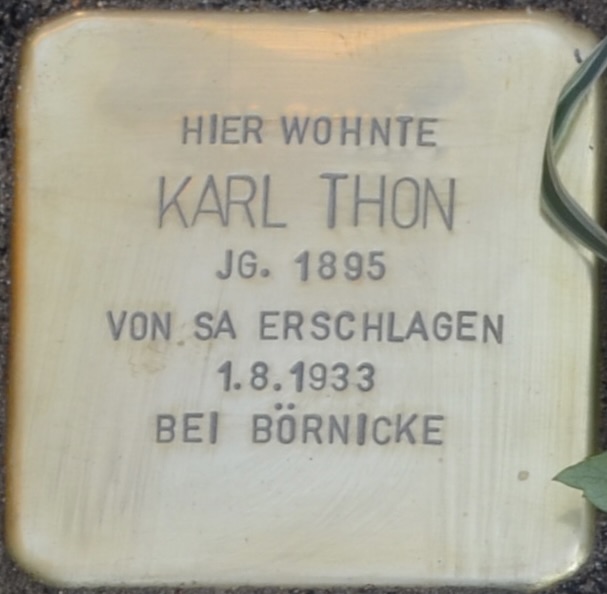 HIER WOHNTE
KARL THON
JG. 1895
VON SA ERSCHLAGEN
1.8.1933
BEI BÖRNICKE